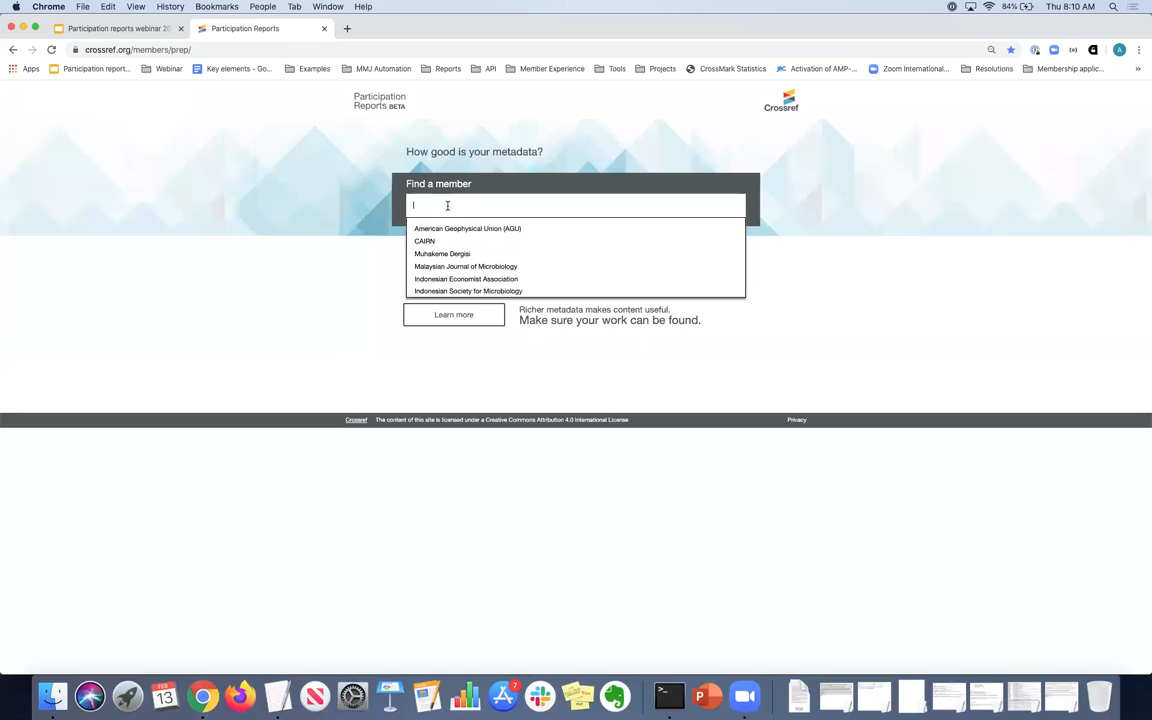 Chrome File Edit View History Bookmarks People Tab Window Help 84% Thu 8:10 AM
Participation reports webinar 20 Participation Reports
crossref.org/members/prep/ A
Apps Participation report... Webinar Key elements - Go... Examples MMJ Automation Reports API Member Experience Tools Projects CrossMark Statistics Activation of AMP-... Zoom International... Resolutions Membership applic... »
Participation
Reports BETA
Crossref
How good is your metadata?
Find a member
American Geophysical Union (AGU)
CAIRN
Muhakeme Dergisi
Malaysian Journal of Microbiology
Indonesian Economist Association
Indonesian Society for Microbiology
Learn more
Richer metadata makes content useful.
Make sure your work can be found.
Crossref The content of this site is licensed under a Creative Commons Attribution 4.0 International License Privacy
FEB
13
7